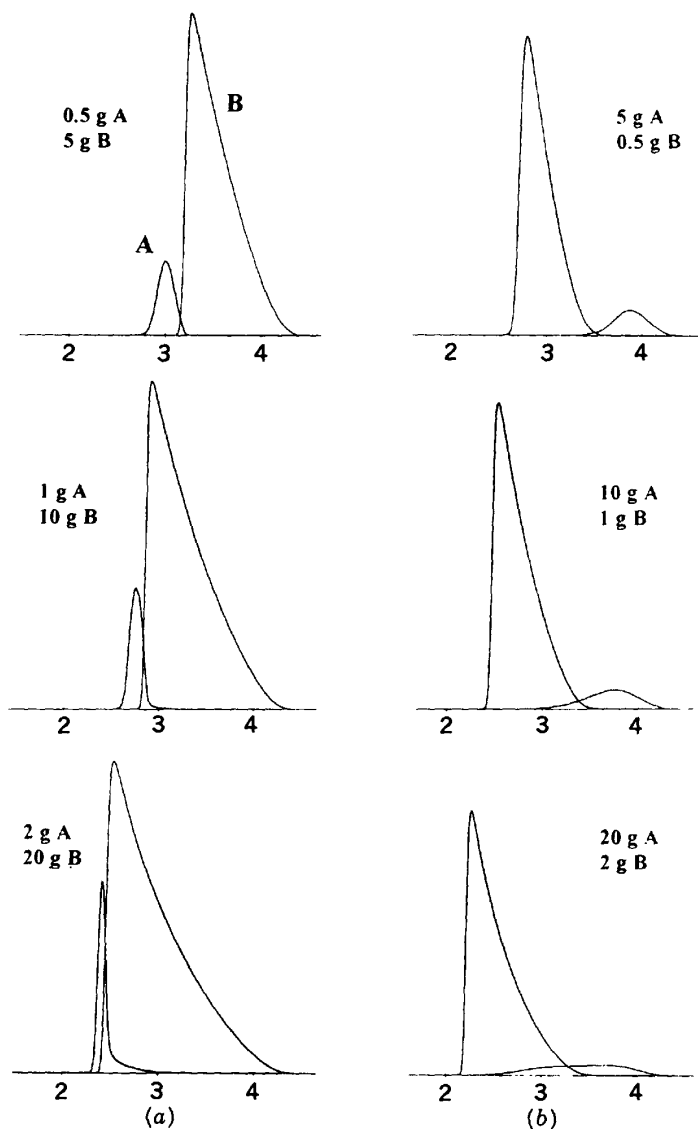 0.5 g A
5 g B
B
A
2 3 4
5 g A
0.5 g B
2 3 4
1 g A
10 g B
2 3 4
10 g A
1 g B
2 3 4
2 g A
20 g B
2 3 4
(a)
20 g A
2 g B
2 3 4
(b)